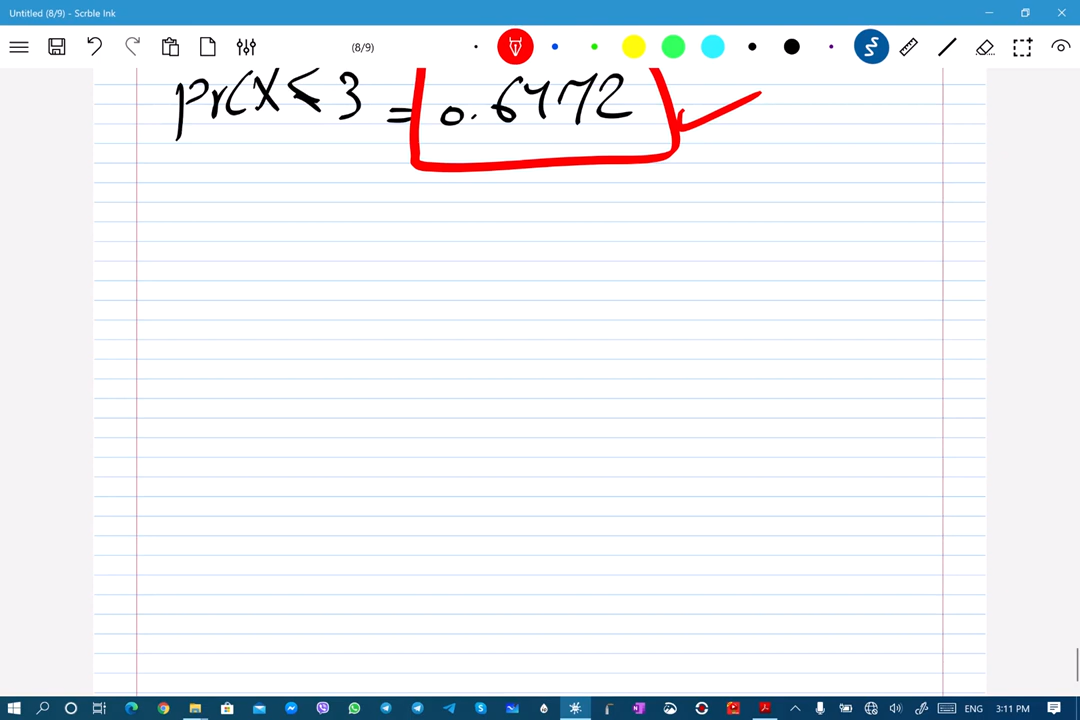 Untitled (8/9) - Scrble Ink
(8/9)
pr(X ≤ 3 = 0.6472
ENG 3:11 PM